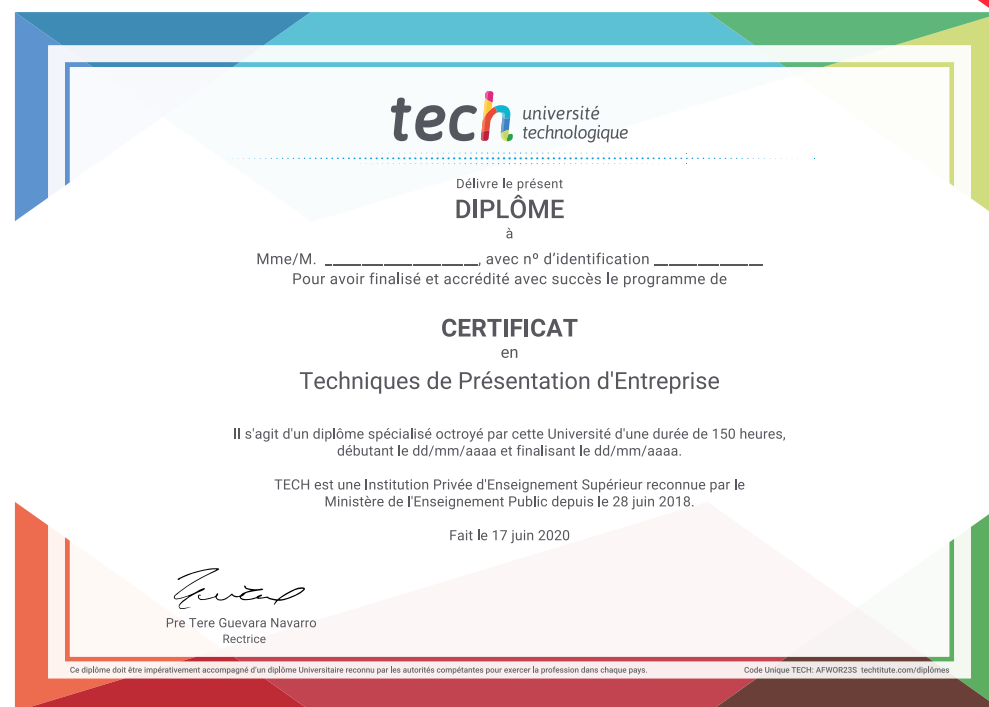 tech université
technologique
Délivre le présent
DIPLÔME
à
Mme/M. ____________________, avec nº d'identification ______________
Pour avoir finalisé et accrédité avec succès le programme de
CERTIFICAT
en
Techniques de Présentation d'Entreprise
Il s'agit d'un diplôme spécialisé octroyé par cette Université d'une durée de 150 heures,
débutant le dd/mm/aaaa et finalisant le dd/mm/aaaa.
TECH est une Institution Privée d'Enseignement Supérieur reconnue par le
Ministère de l'Enseignement Public depuis le 28 juin 2018.
Fait le 17 juin 2020
Pre Tere Guevara Navarro
Rectrice
Ce diplôme doit être impérativement accompagné d'un diplôme Universitaire reconnu par les autorités compétantes pour exercer la profession dans chaque pays.
Code Unique TECH: AFWOR23S techtitute.com/diplômes